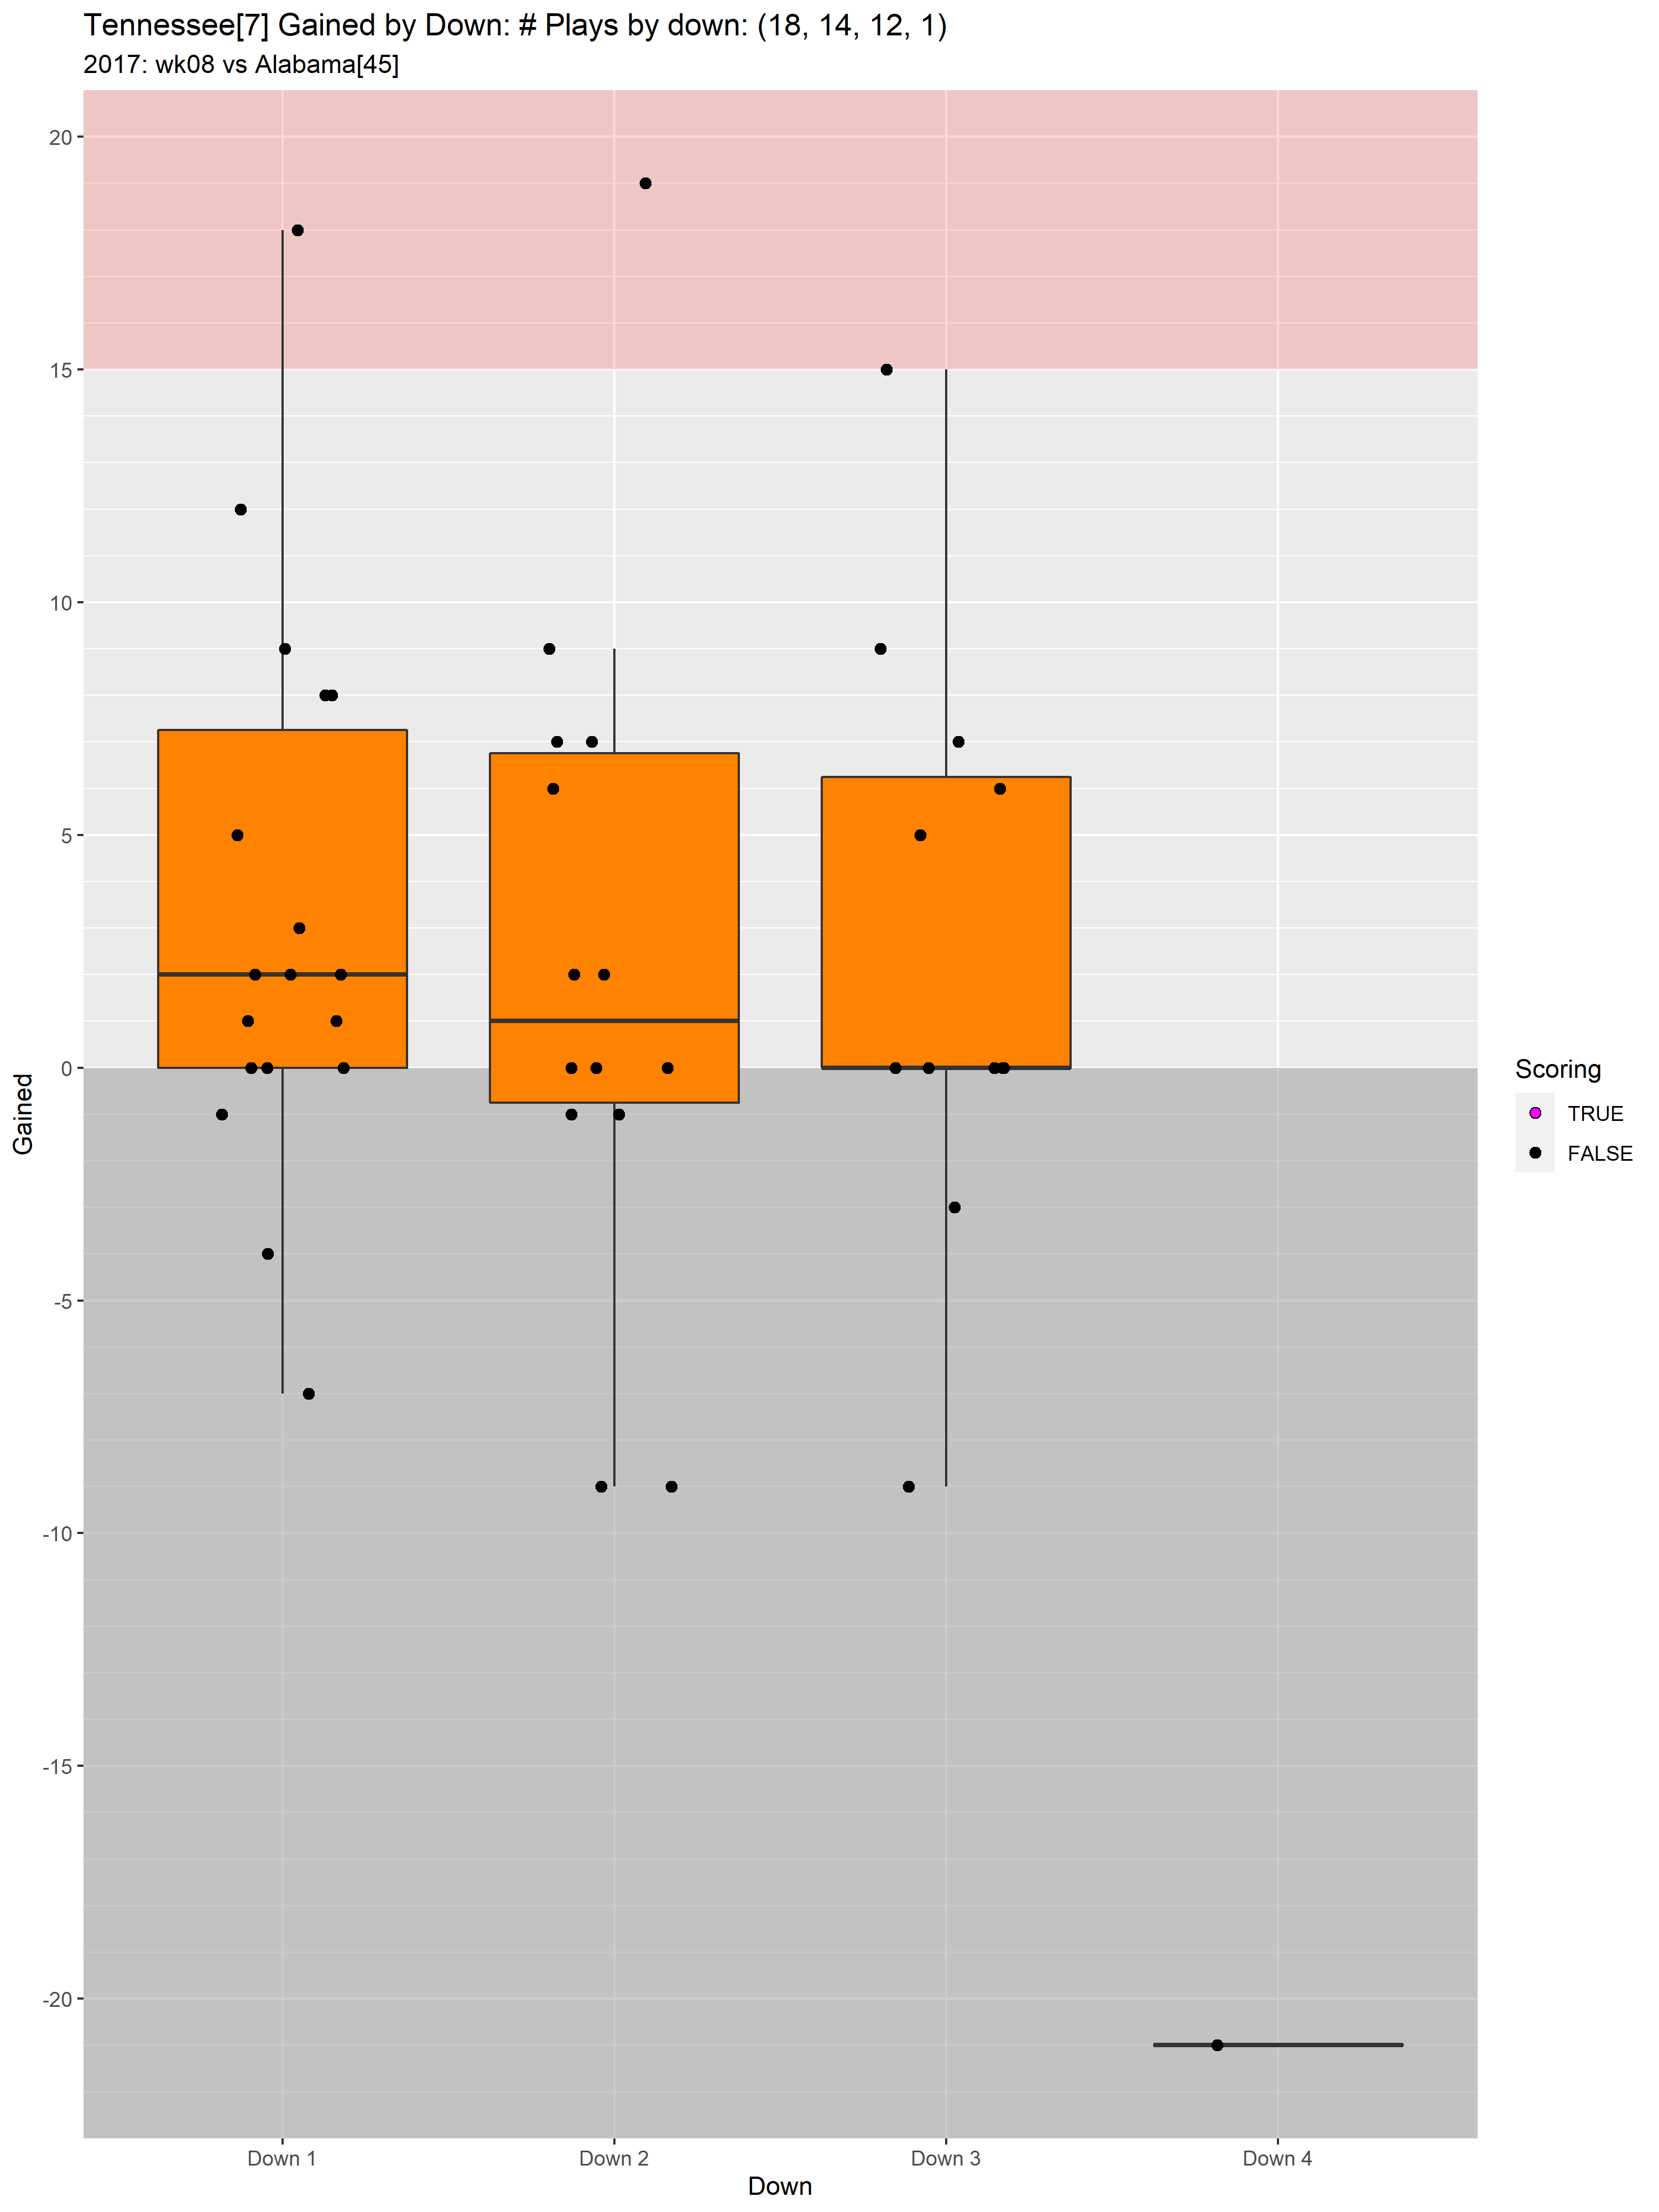 Tennessee[7] Gained by Down: # Plays by down: (18, 14, 12, 1)
2017: wk08 vs Alabama[45]
20
15
10
5
0
-5
-10
-15
-20
Gained
Down 1
Down 2
Down 3
Down 4
Down
Scoring
TRUE
FALSE